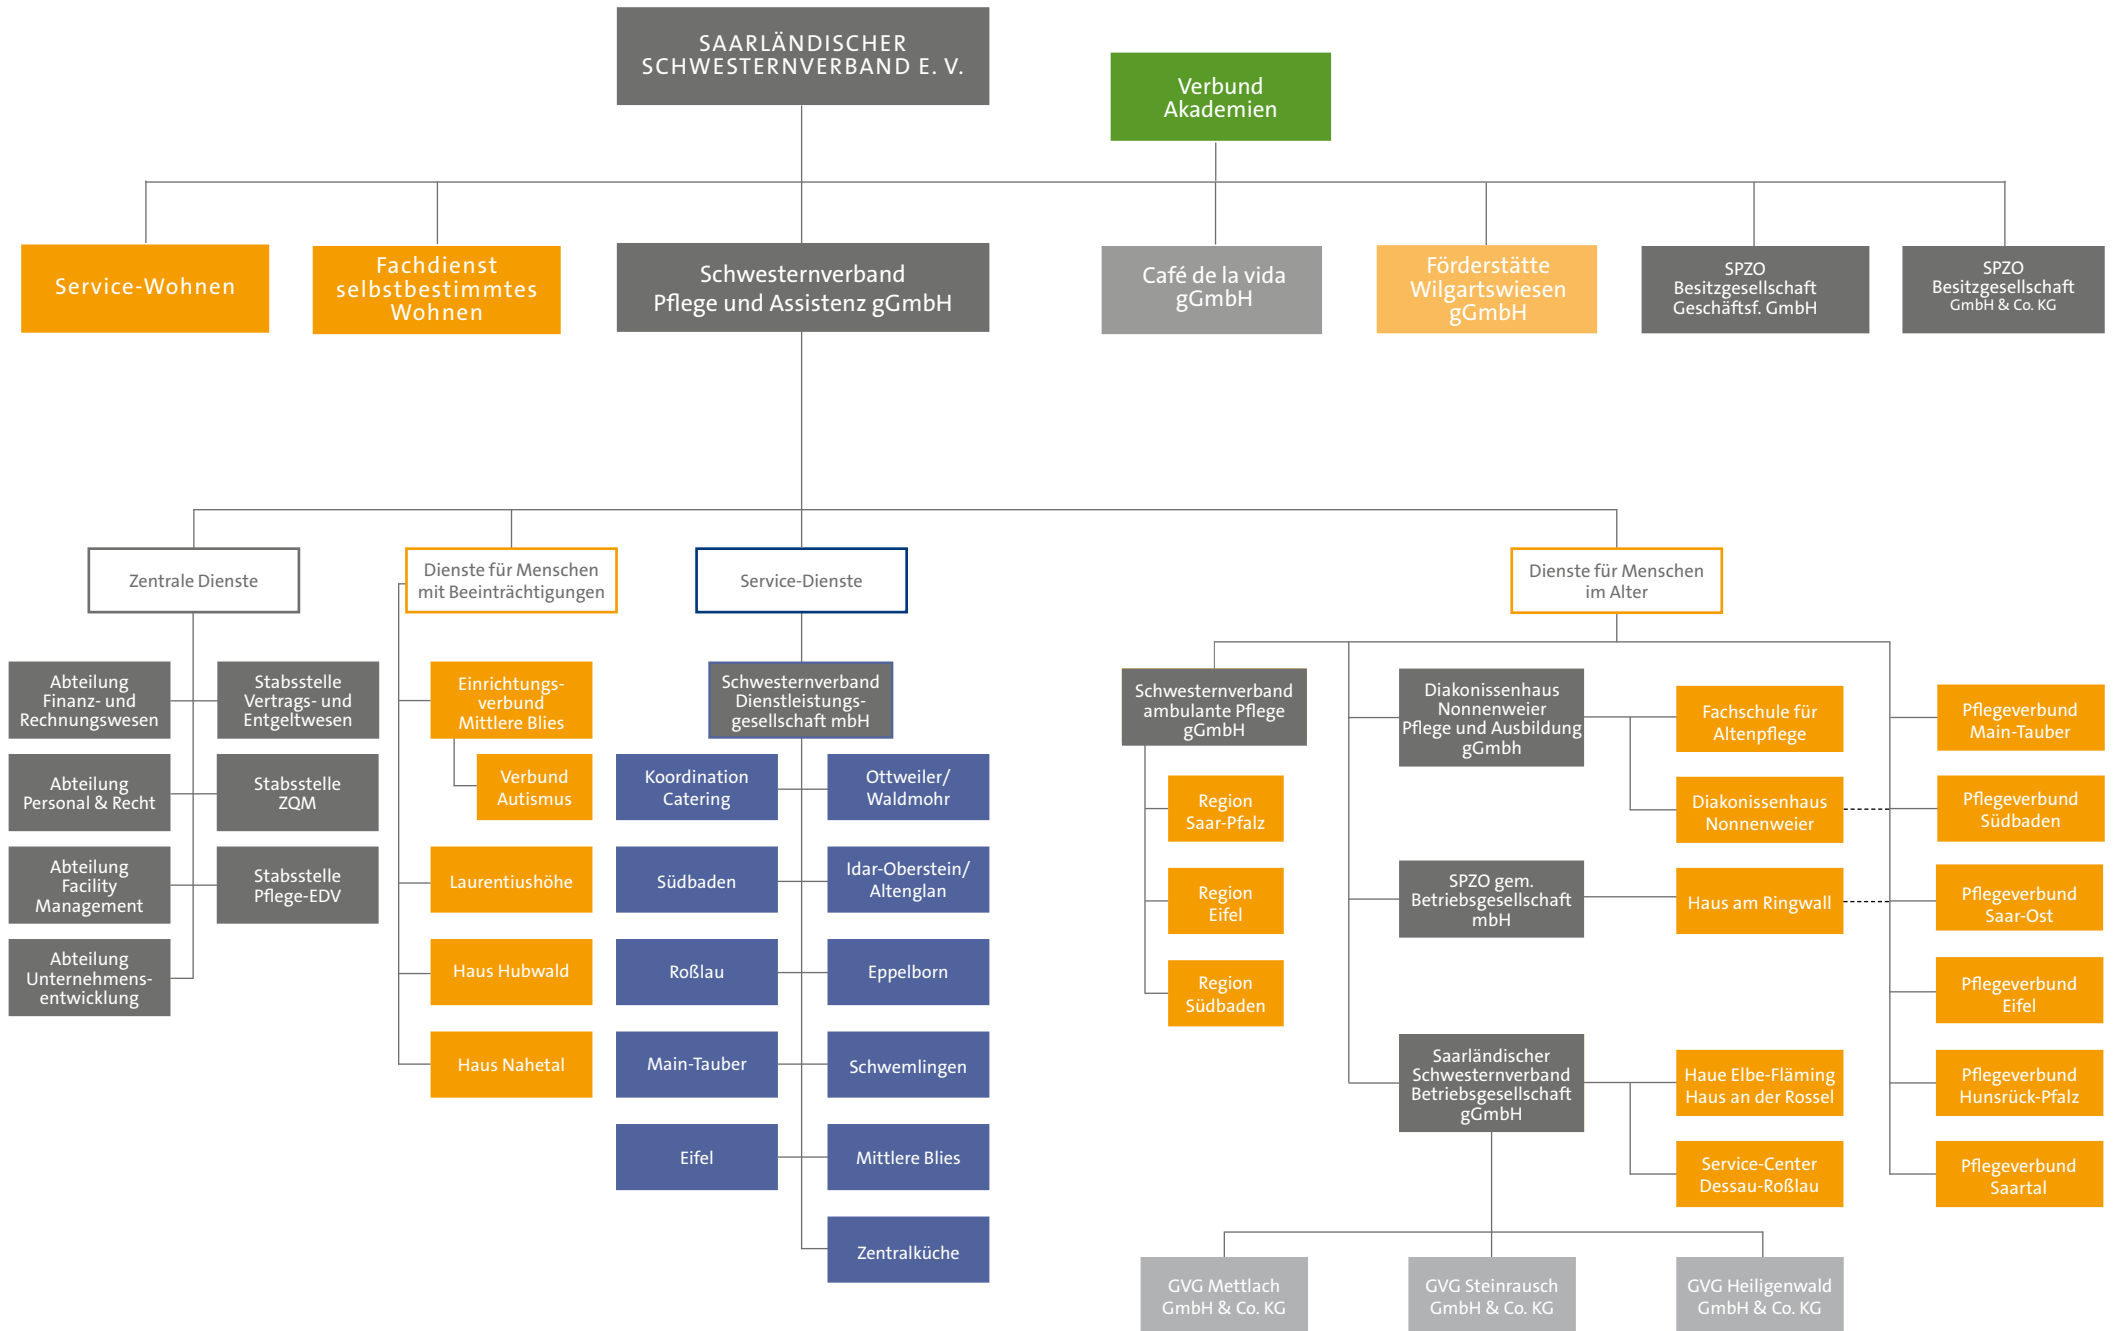 SAARLÄNDISCHER
SCHWESTERNVERBAND E. V.
Verbund
Akademien
Service-Wohnen
Fachdienst
selbstbestimmtes
Wohnen
Schwesternverband
Pflege und Assistenz gGmbH
Café de la vida
gGmbH
Förderstätte
Wilgartswiesen
gGmbH
SPZO
Besitzgesellschaft
Geschäftsf. GmbH
SPZO
Besitzgesellschaft
GmbH & Co. KG
Zentrale Dienste
Dienste für Menschen
mit Beeinträchtigungen
Service-Dienste
Dienste für Menschen
im Alter
Abteilung
Finanz- und
Rechnungswesen
Stabsstelle
Vertrags- und
Entgeltwesen
Abteilung
Personal & Recht
Stabsstelle
ZQM
Abteilung
Facility
Management
Stabsstelle
Pflege-EDV
Abteilung
Unternehmens-
entwicklung
Einrichtungs-
verbund
Mittlere Blies
Verbund
Autismus
Laurentiushöhe
Haus Hubwald
Haus Nahetal
Schwesternverband
Dienstleistungs-
gesellschaft mbH
Koordination
Catering
Ottweiler/
Waldmohr
Südbaden
Idar-Oberstein/
Altenglan
Roßlau
Eppelborn
Main-Tauber
Schwemlingen
Eifel
Mittlere Blies
Zentralküche
Schwesternverband
ambulante Pflege
gGmbH
Region
Saar-Pfalz
Region
Eifel
Region
Südbaden
Diakonissenhaus
Nonnenweier
Pflege und Ausbildung
gGmbh
Fachschule für
Altenpflege
Diakonissenhaus
Nonnenweier
SPZO gem.
Betriebsgesellschaft
mbH
Haus am Ringwall
Saarländischer
Schwesternverband
Betriebsgesellschaft
gGmbH
Haue Elbe-Fläming
Haus an der Rossel
Service-Center
Dessau-Roßlau
Pflegeverbund
Main-Tauber
Pflegeverbund
Südbaden
Pflegeverbund
Saar-Ost
Pflegeverbund
Eifel
Pflegeverbund
Hunsrück-Pfalz
Pflegeverbund
Saartal
GVG Mettlach
GmbH & Co. KG
GVG Steinrausch
GmbH & Co. KG
GVG Heiligenwald
GmbH & Co. KG